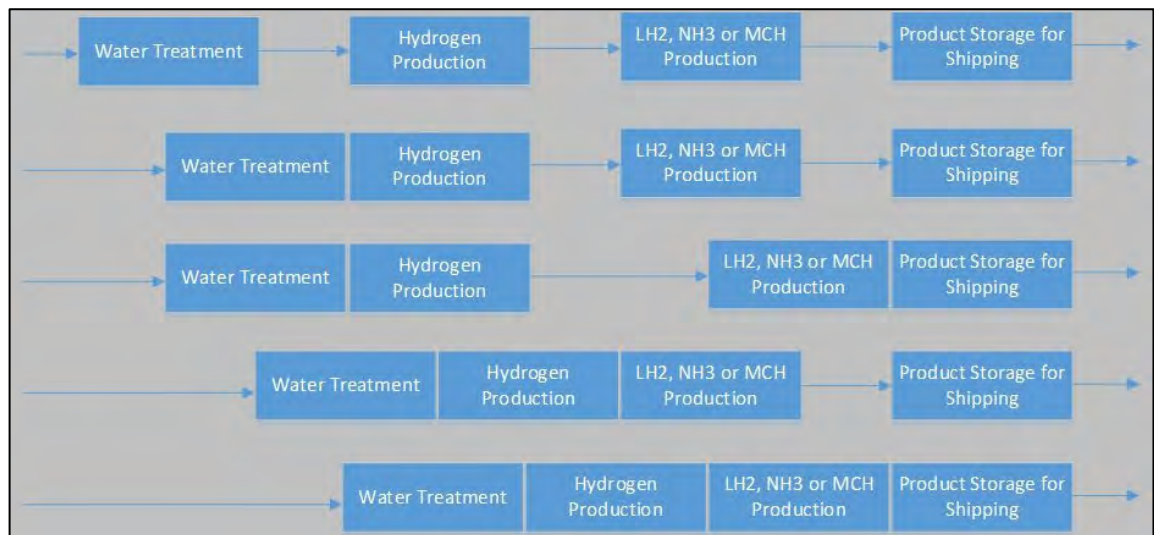 Water Treatment
Hydrogen
Production
LH2, NH3 or MCH
Production
Product Storage for
Shipping
Water Treatment
Hydrogen
Production
LH2, NH3 or MCH
Production
Product Storage for
Shipping
Water Treatment
Hydrogen
Production
LH2, NH3 or MCH
Production
Product Storage for
Shipping
Water Treatment
Hydrogen
Production
LH2, NH3 or MCH
Production
Product Storage for
Shipping
Water Treatment
Hydrogen
Production
LH2, NH3 or MCH
Production
Product Storage for
Shipping